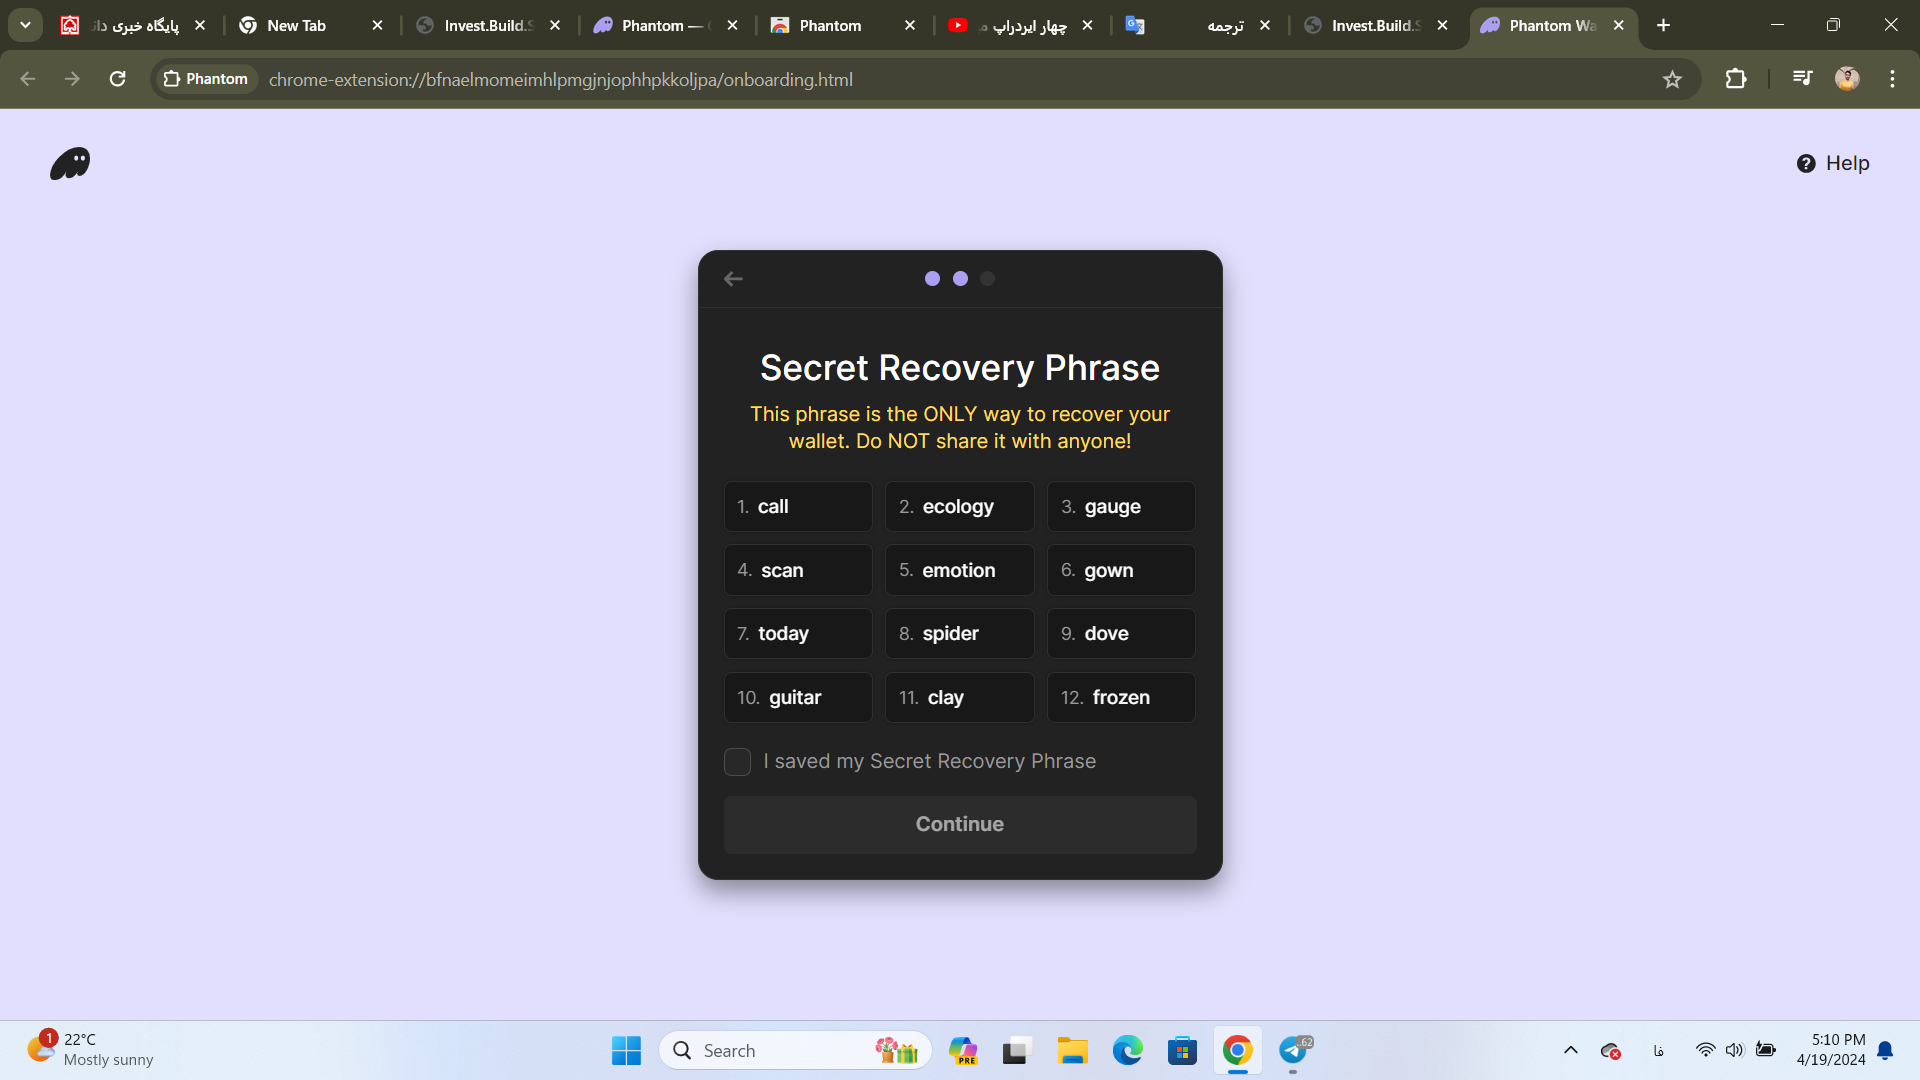 پایگاه خبری دان
New Tab
Invest.Build.S
Phantom — C
Phantom
چهار ایردراپ م
ترجمه
Invest.Build.S
Phantom Wa
Phantom
chrome-extension://bfnaelmomeimhlpmgjnjophhpkkoljpa/onboarding.html
Help
Secret Recovery Phrase
This phrase is the ONLY way to recover your
wallet. Do NOT share it with anyone!
1. call
2. ecology
3. gauge
4. scan
5. emotion
6. gown
7. today
8. spider
9. dove
10. guitar
11. clay
12. frozen
I saved my Secret Recovery Phrase
Continue
1
22°C
Mostly sunny
Search
PRE
62
فا
5:10 PM
4/19/2024